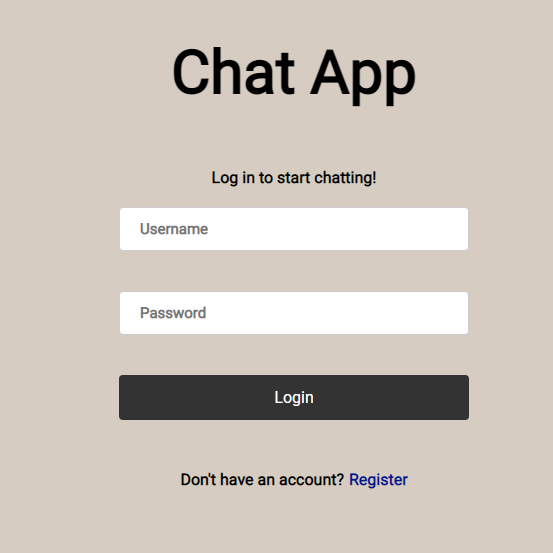 Chat App
Log in to start chatting!
Username
Password
Login
Don't have an account? Register